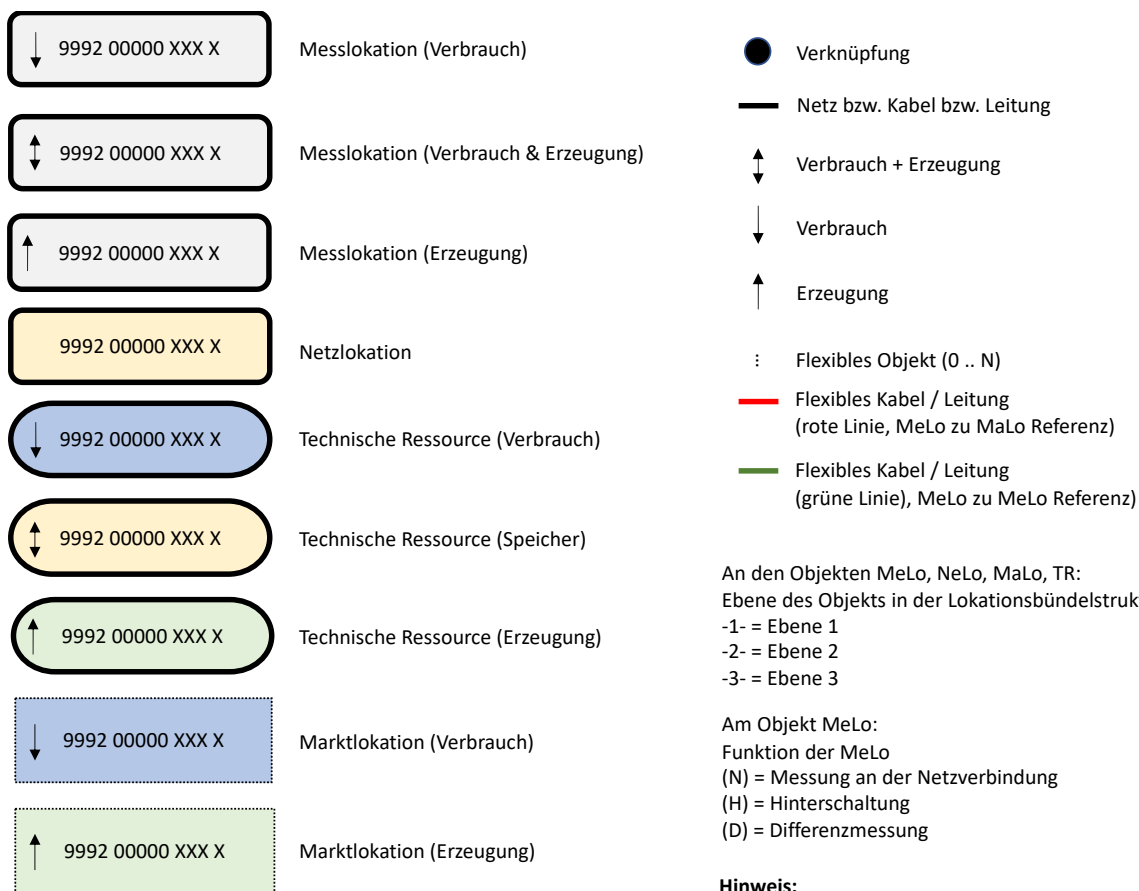 9992 00000 XXX X Messlokation (Verbrauch)
9992 00000 XXX X Messlokation (Verbrauch & Erzeugung)
9992 00000 XXX X Messlokation (Erzeugung)
9992 00000 XXX X Netzlokation
9992 00000 XXX X Technische Ressource (Verbrauch)
9992 00000 XXX X Technische Ressource (Speicher)
9992 00000 XXX X Technische Ressource (Erzeugung)
9992 00000 XXX X Marktlokation (Verbrauch)
9992 00000 XXX X Marktlokation (Erzeugung)
Verknüpfung
Netz bzw. Kabel bzw. Leitung
Verbrauch + Erzeugung
Verbrauch
Erzeugung
Flexibles Objekt (0 .. N)
Flexibles Kabel / Leitung
(rote Linie, MeLo zu MaLo Referenz)
Flexibles Kabel / Leitung
(grüne Linie), MeLo zu MeLo Referenz)
An den Objekten MeLo, NeLo, MaLo, TR:
Ebene des Objekts in der Lokationsbündelstruk
-1- = Ebene 1
-2- = Ebene 2
-3- = Ebene 3
Am Objekt MeLo:
Funktion der MeLo
(N) = Messung an der Netzverbindung
(H) = Hinterschaltung
(D) = Differenzmessung
Hinweis: